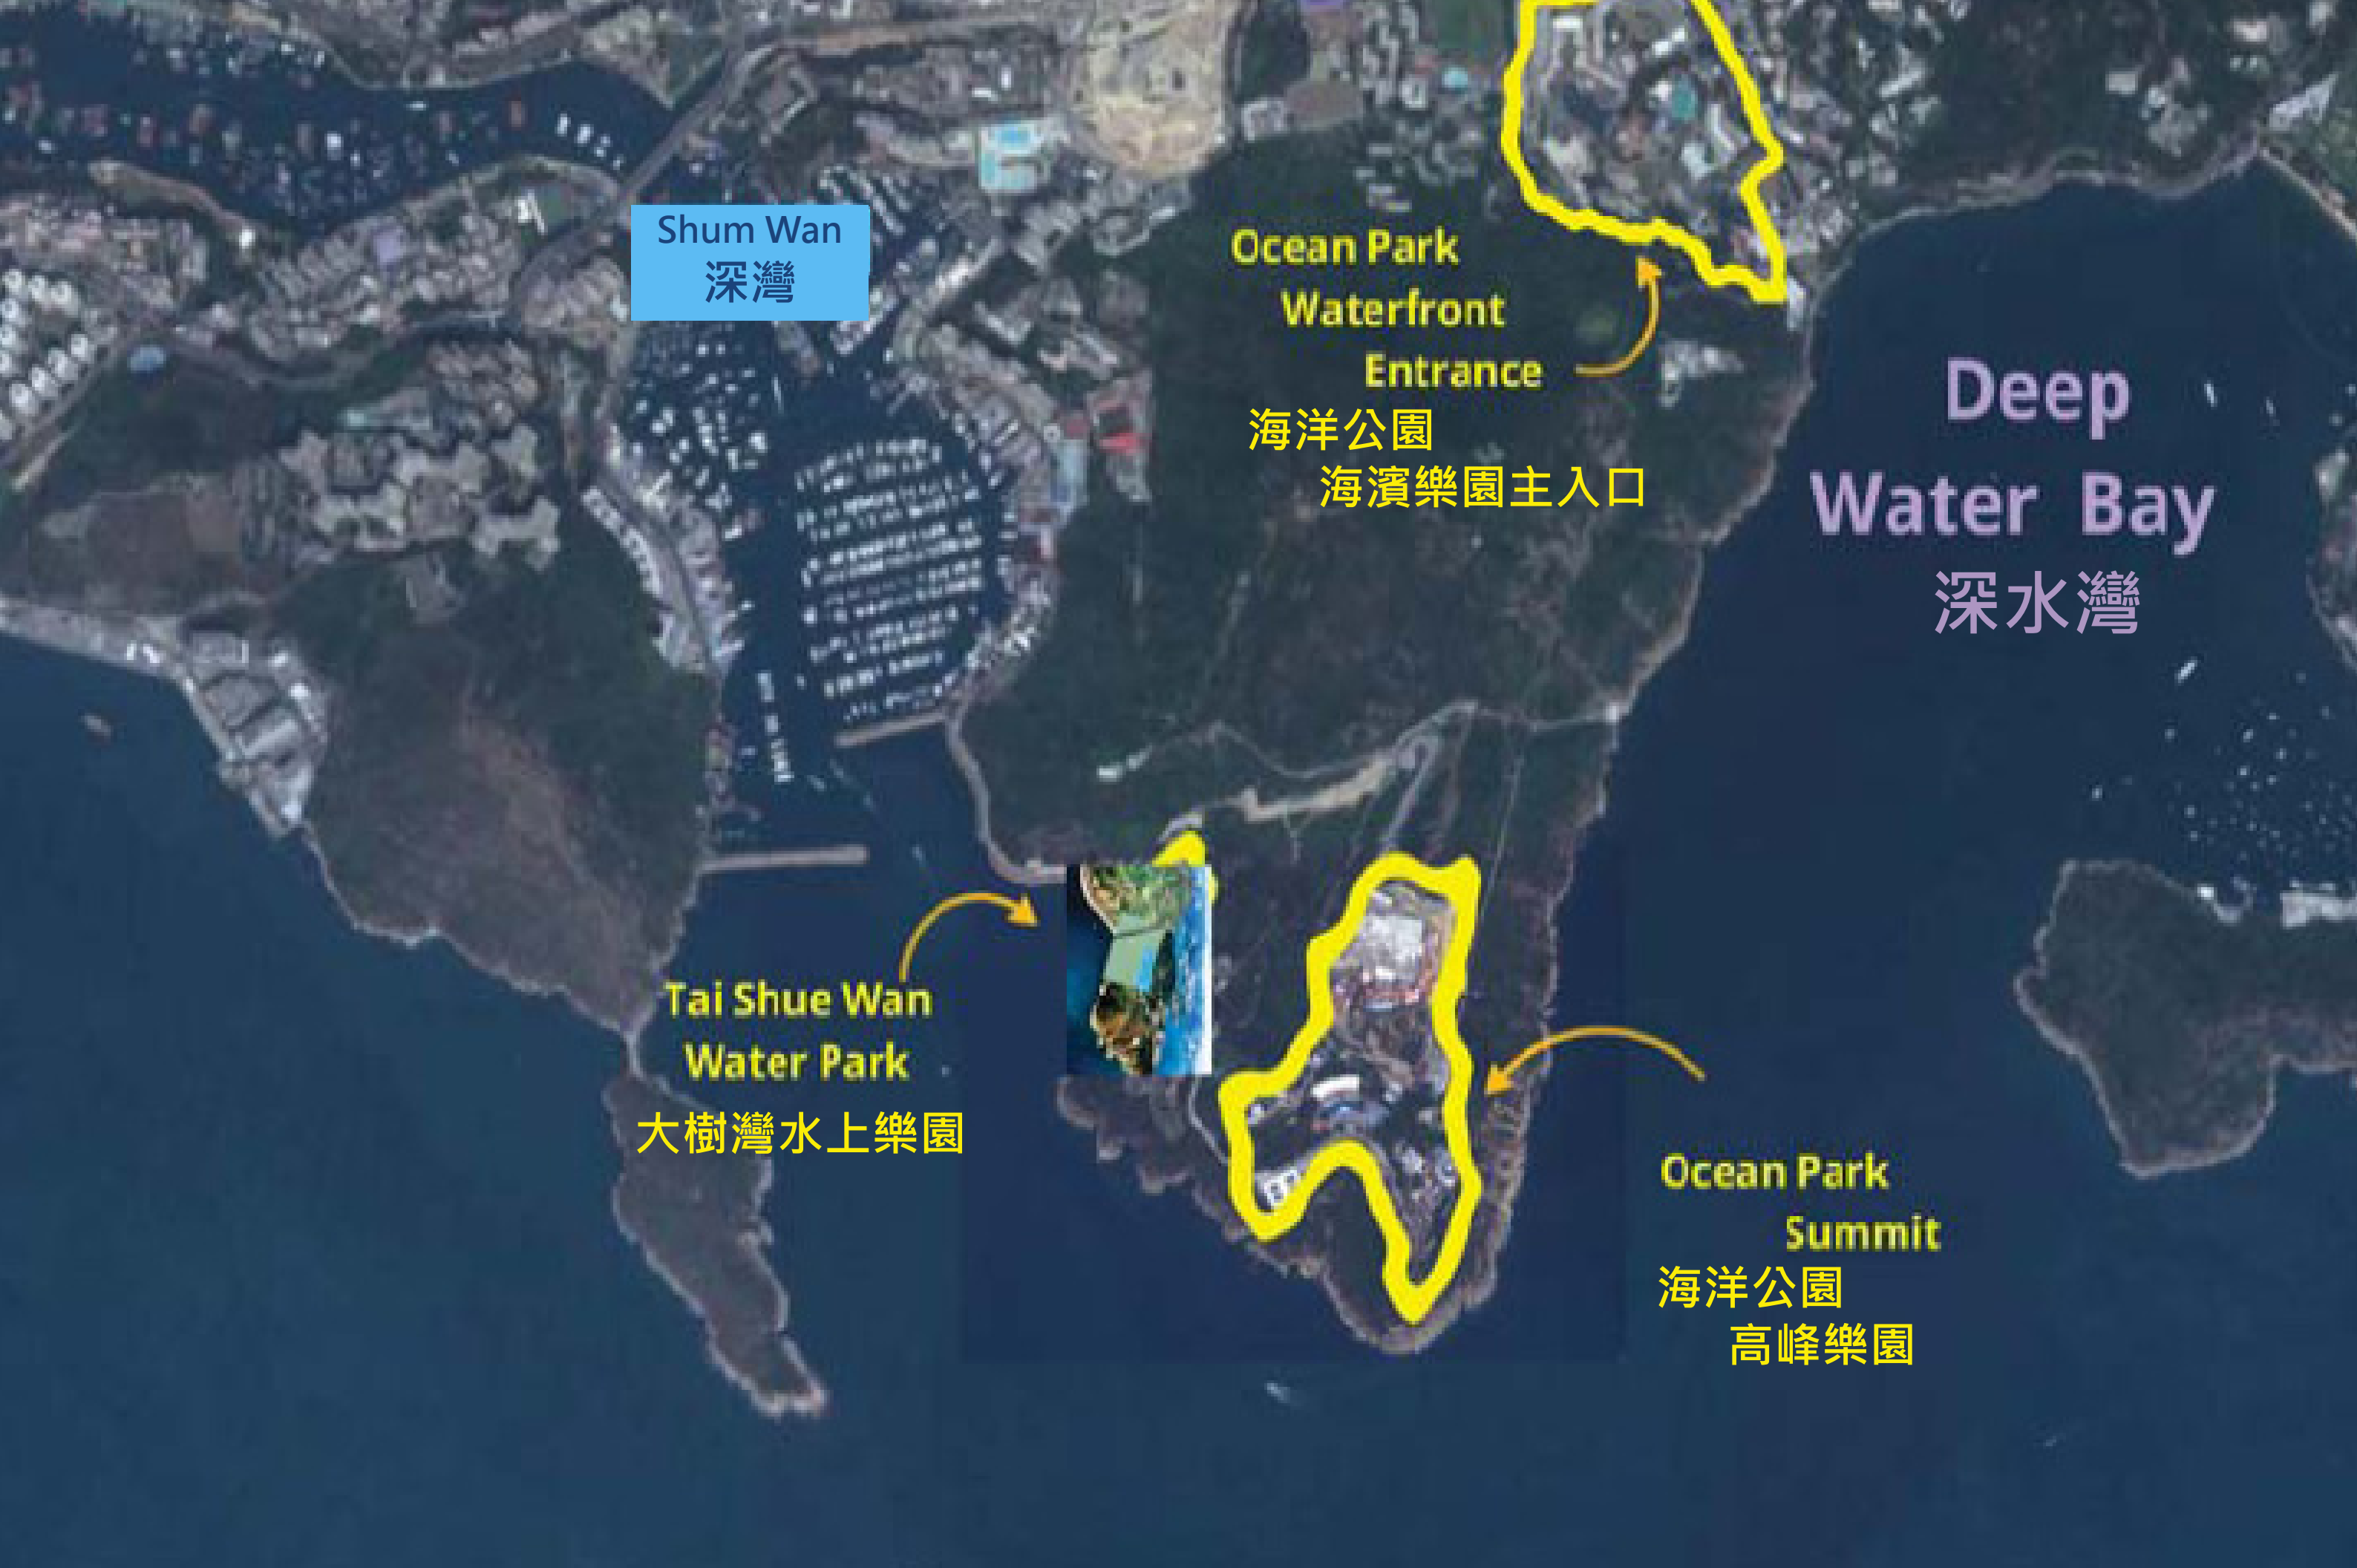 Shum Wan
深灣
Ocean Park
Waterfront
Entrance
海洋公園
海濱樂園主入口
Deep
Water Bay
深水灣
Tai Shue Wan
Water Park
大樹灣水上樂園
Ocean Park
Summit
海洋公園
高峰樂園